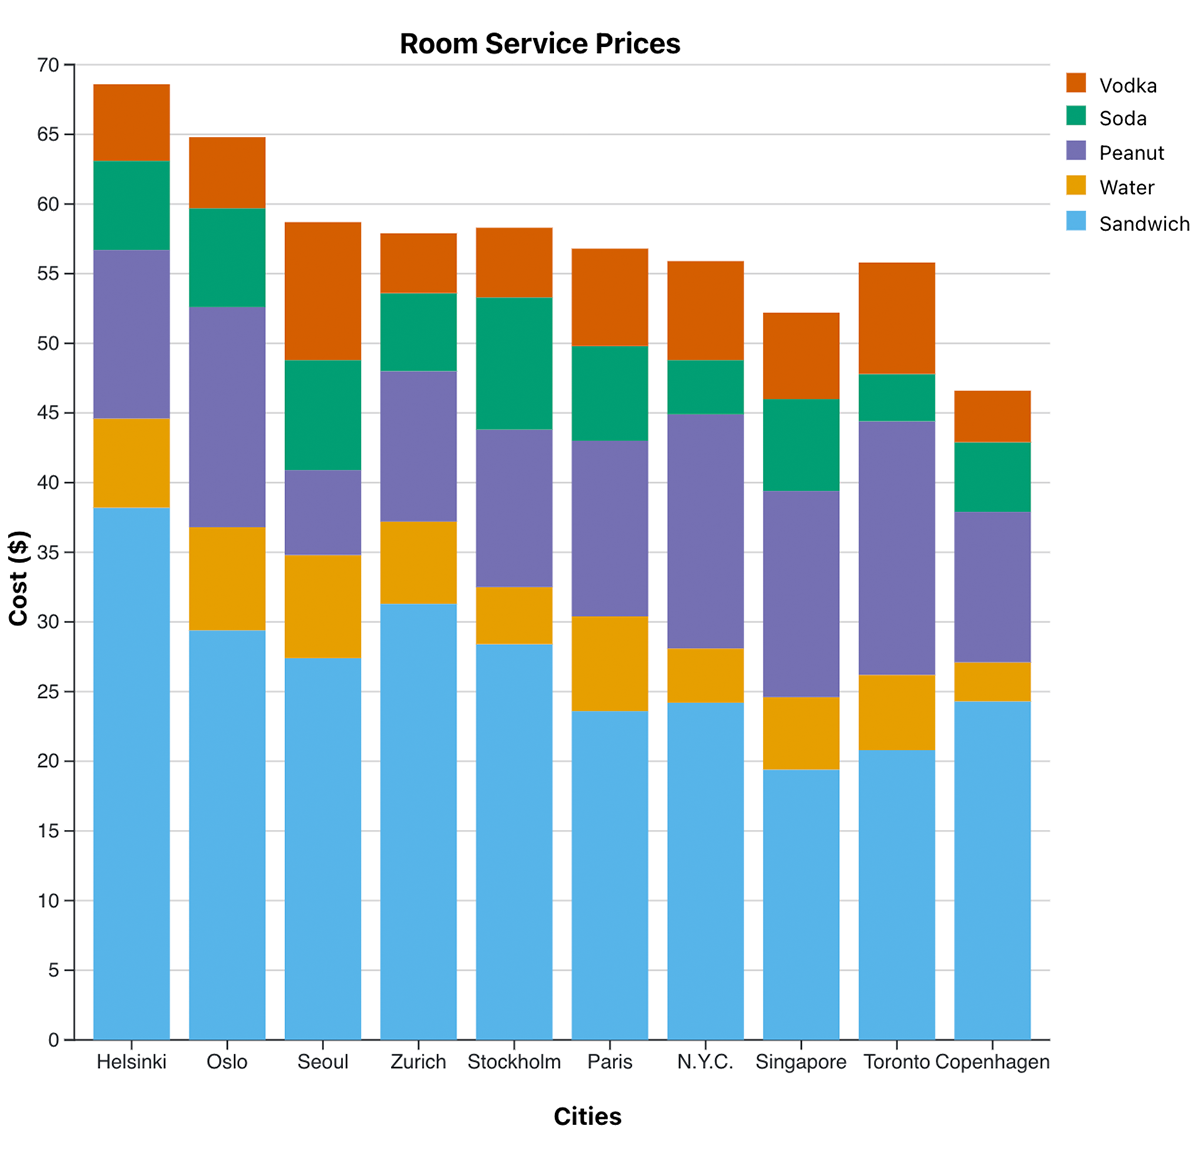 Room Service Prices
Vodka
Soda
Peanut
Water
Sandwich
70
65
60
55
50
45
40
35
30
25
20
15
10
5
0
Cost ($)
Helsinki Oslo Seoul Zurich Stockholm Paris N.Y.C. Singapore Toronto Copenhagen
Cities